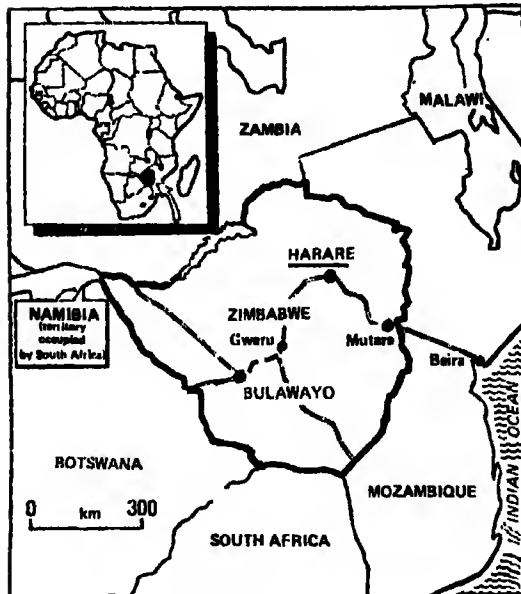 MALAWI
ZAMBIA
HARARE
NAMIBIA
(territory
occupied
by South Africa)
ZIMBABWE
Gweru
Mutare
Beira
BULAWAYO
BOTSWANA
0 km 300
MOZAMBIQUE
SOUTH AFRICA
INDIAN OCEAN